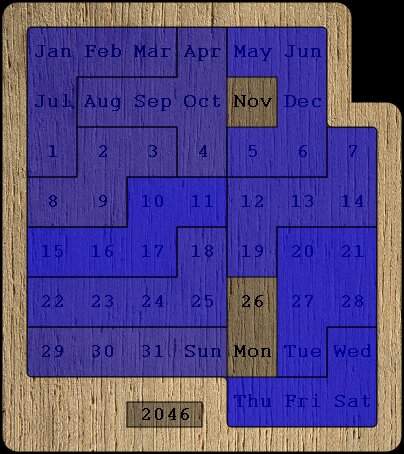 Jan Feb Mar Apr May Jun
Jul Aug Sep Oct Nov Dec
1 2 3 4 5 6 7
8 9 10 11 12 13 14
15 16 17 18 19 20 21
22 23 24 25 26 27 28
29 30 31 Sun Mon Tue Wed
Thu Fri Sat
2046